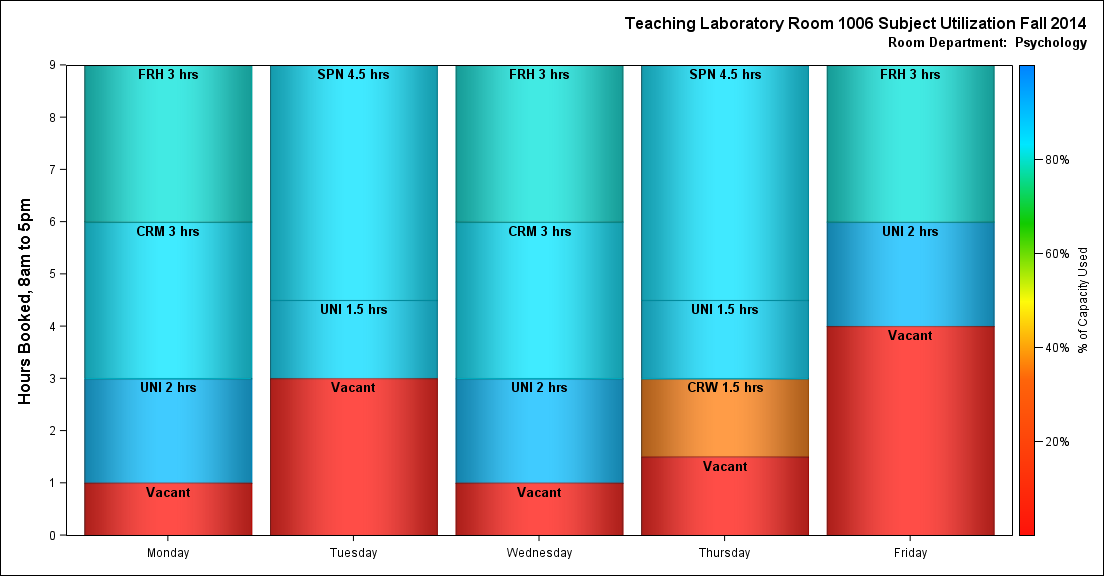 Teaching Laboratory Room 1006 Subject Utilization Fall 2014
Room Department:  Psychology
Hours Booked, 8am to 5pm
9
8
7
6
5
4
3
2
1
0
FRH 3 hrs
CRM 3 hrs
UNI 2 hrs
Vacant
SPN 4.5 hrs
UNI 1.5 hrs
Vacant
FRH 3 hrs
CRM 3 hrs
UNI 2 hrs
Vacant
SPN 4.5 hrs
UNI 1.5 hrs
CRW 1.5 hrs
Vacant
FRH 3 hrs
UNI 2 hrs
Vacant
Monday
Tuesday
Wednesday
Thursday
Friday
80%
60%
40%
20%
% of Capacity Used